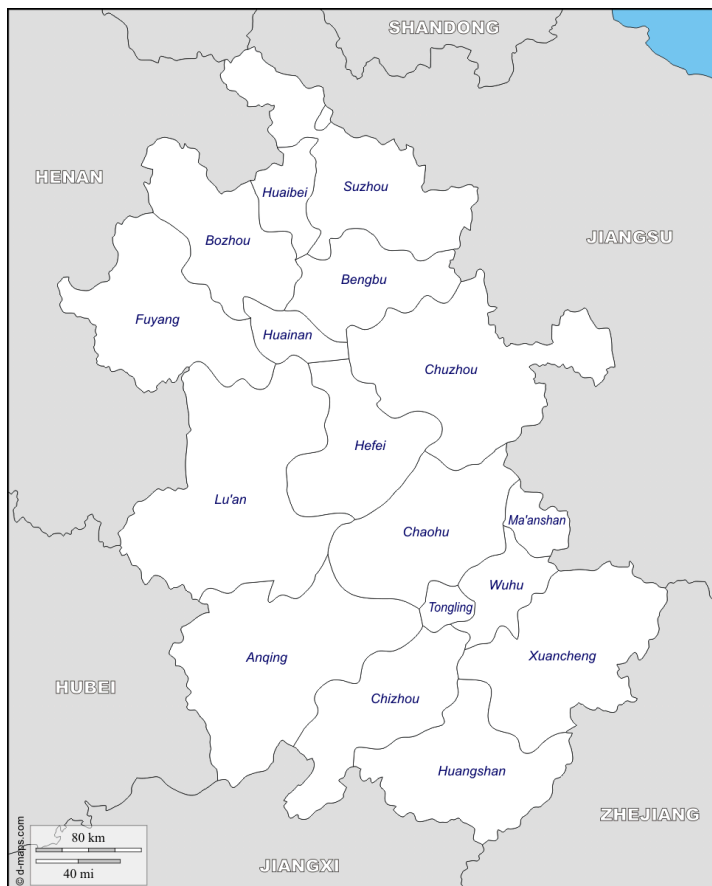 SHANDONG
HENAN
Huaibei
Suzhou
JIANGSU
Bozhou
Bengbu
Fuyang
Huainan
Chuzhou
Hefei
Lu'an
Ma'anshan
Chaohu
Wuhu
Tongling
Anqing
Xuancheng
HUBEI
Chizhou
Huangshan
ZHEJIANG
80 km
JIANGXI
40 mi
© d-maps.com